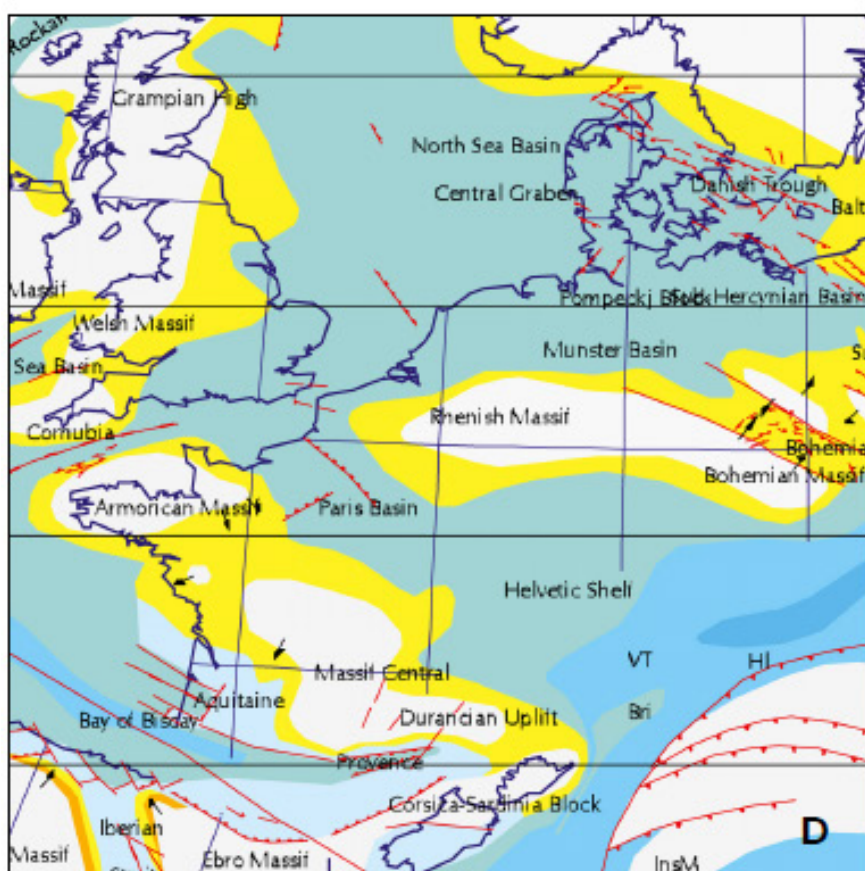 Rockall
Grampian High
North Sea Basin
Central Graben
Danish Trough
Balt
Massif
Pompeckj Block
Sub Hercynian Basin
Welsh Massif
Sea Basin
Munster Basin
Rhenish Massif
Cornubia
Bohemia
Bohemian Massif
Armorican Massif
Paris Basin
Helvetic Shelf
VT
Hl
Massif Central
Aquitaine
Bri
Bay of Biscay
Durancian Uplift
Provence
Corsica-Sardinia Block
Iberian
D
Massif
Ebro Massif
InsM